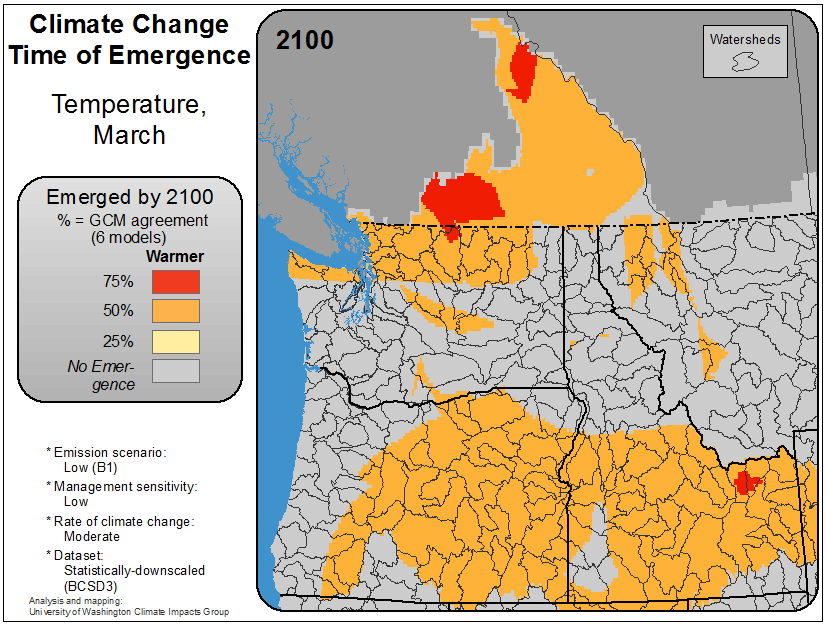 Climate Change
Time of Emergence
Temperature,
March
Emerged by 2100
% = GCM agreement
(6 models)
Warmer
75%
50%
25%
No Emer-
gence
* Emission scenario:
Low (B1)
* Management sensitivity:
Low
* Rate of climate change:
Moderate
* Dataset:
Statistically-downscaled
(BCSD3)
Analysis and mapping:
University of Washington Climate Impacts Group
2100
Watersheds